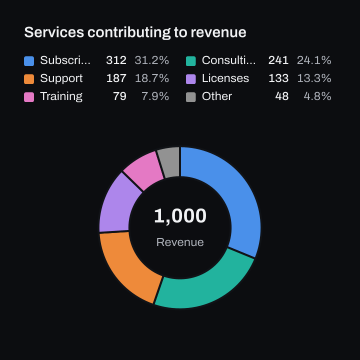 Services contributing to revenue
Subscri... 312 31.2% Consulti... 241 24.1%
Support 187 18.7% Licenses 133 13.3%
Training 79 7.9% Other 48 4.8%
1,000
Revenue